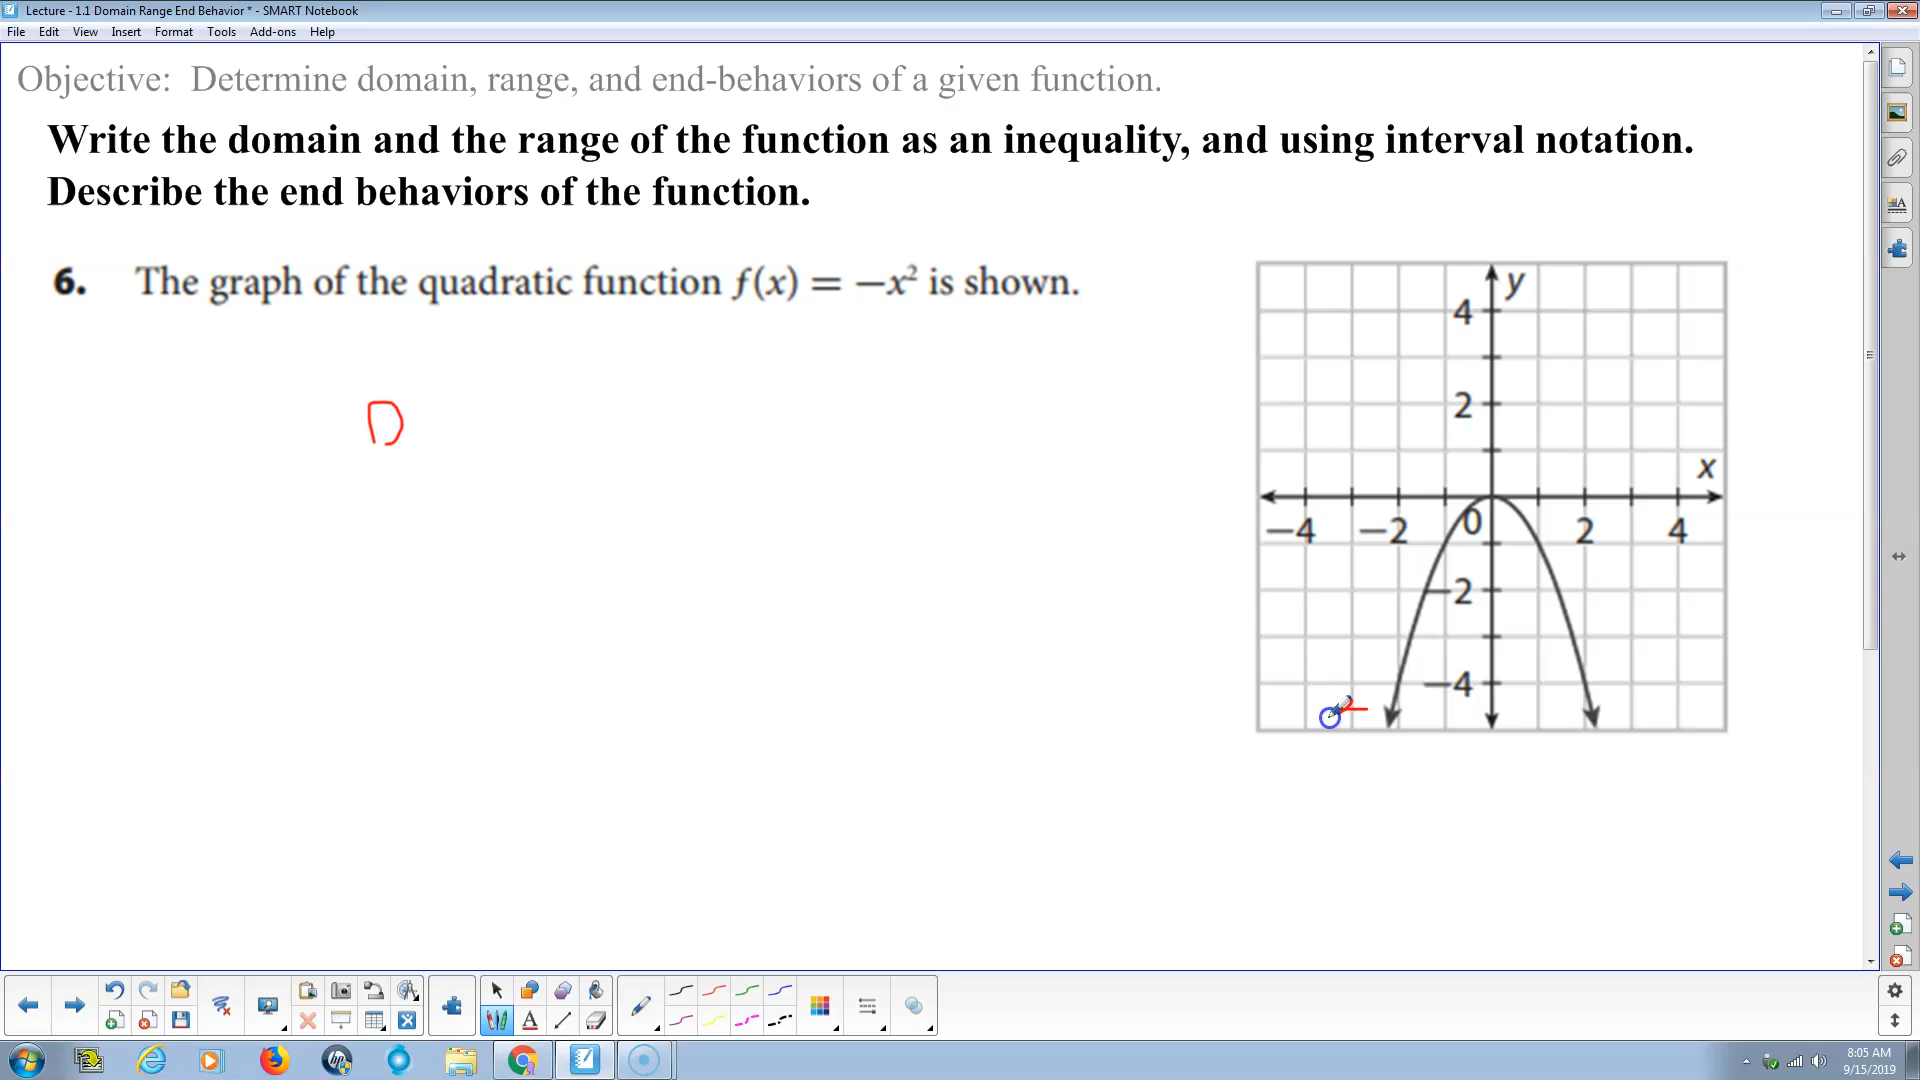 Lecture - 1.1 Domain Range End Behavior * - SMART Notebook
File Edit View Insert Format Tools Add-ons Help
Objective: Determine domain, range, and end-behaviors of a given function.
Write the domain and the range of the function as an inequality, and using interval notation.
Describe the end behaviors of the function.
6. The graph of the quadratic function f(x) = −x² is shown.
D
y
4
2
x
−4 −2 0 2 4
−2
−4
8:05 AM
9/15/2019